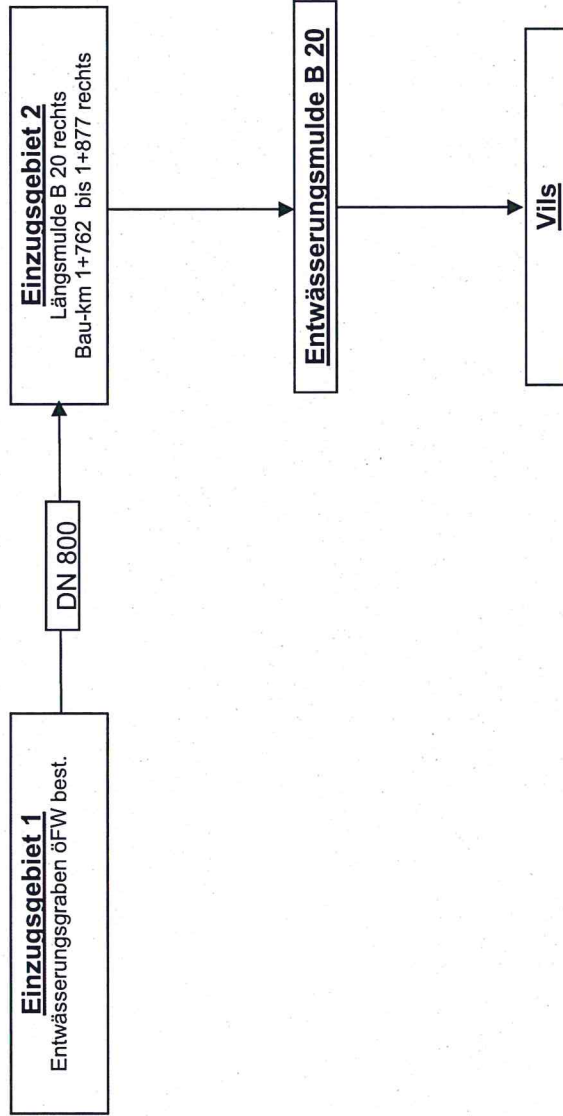 Einzugsgebiet 1
Entwässerungsgraben öFW best.
DN 800
Einzugsgebiet 2
Längsmulde B 20 rechts
Bau-km 1+762 bis 1+877 rechts
Entwässerungsmulde B 20
Vils